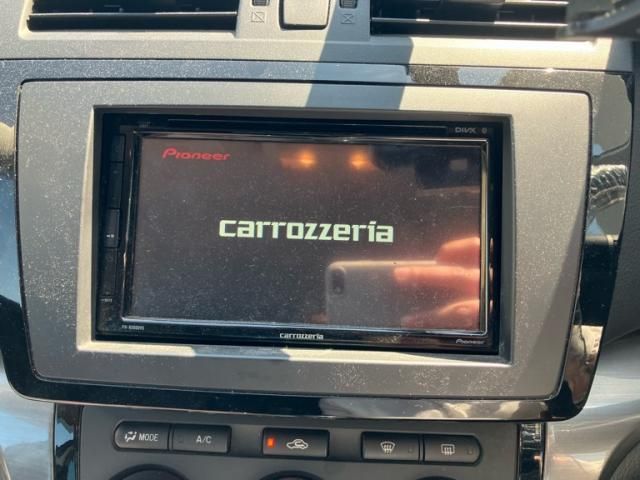 DIVX
Pioneer
carrozzeria
carrozzeria
Pioneer
MODE
A/C